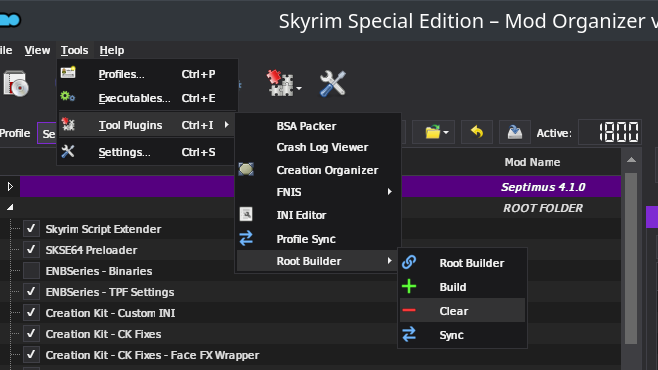 Skyrim Special Edition – Mod Organizer v
ile View Tools Help
Profiles... Ctrl+P
Executables... Ctrl+E
Tool Plugins Ctrl+I
Settings... Ctrl+S
Profile Se
BSA Packer
Crash Log Viewer
Creation Organizer
FNIS
INI Editor
Profile Sync
Root Builder
Root Builder
Build
Clear
Sync
Active: 1800
Mod Name
Septimus 4.1.0
ROOT FOLDER
Skyrim Script Extender
SKSE64 Preloader
ENBSeries - Binaries
ENBSeries - TPF Settings
Creation Kit - Custom INI
Creation Kit - CK Fixes
Creation Kit - CK Fixes - Face FX Wrapper